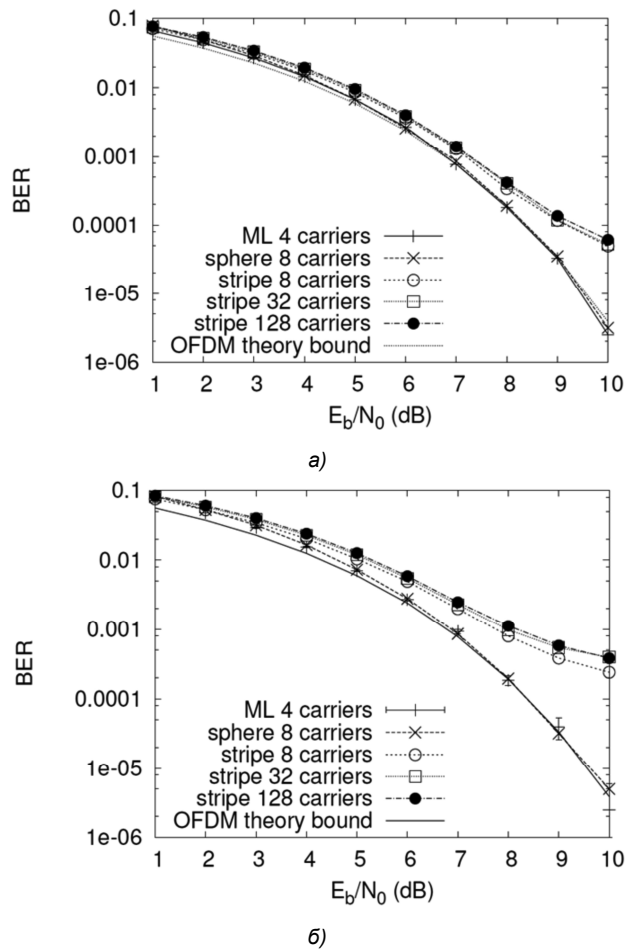 0.1
0.01
0.001
0.0001
1e-05
1e-06
BER
ML 4 carriers
sphere 8 carriers
stripe 8 carriers
stripe 32 carriers
stripe 128 carriers
OFDM theory bound
1 2 3 4 5 6 7 8 9 10
E_b/N_0 (dB)
а)
0.1
0.01
0.001
0.0001
1e-05
1e-06
BER
ML 4 carriers
sphere 8 carriers
stripe 8 carriers
stripe 32 carriers
stripe 128 carriers
OFDM theory bound
1 2 3 4 5 6 7 8 9 10
E_b/N_0 (dB)
б)